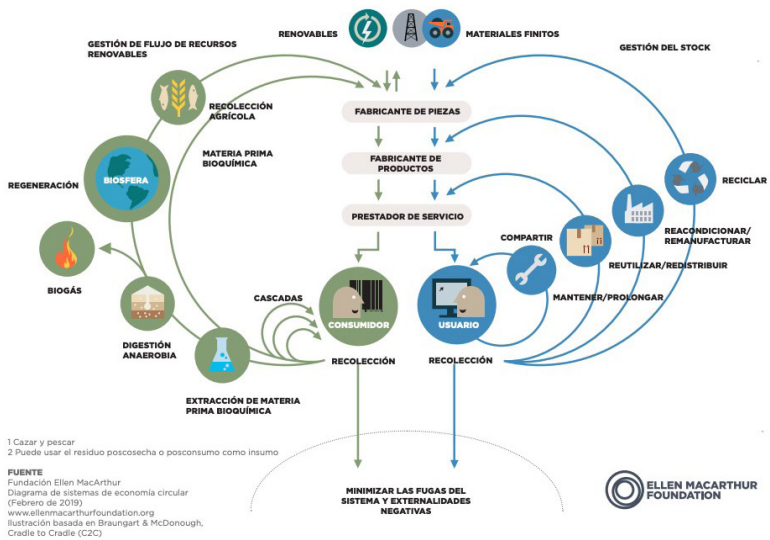 RENOVABLES
MATERIALES FINITOS
GESTIÓN DE FLUJO DE RECURSOS
RENOVABLES
GESTIÓN DEL STOCK
RECOLECCIÓN
AGRÍCOLA
FABRICANTE DE PIEZAS
MATERIA PRIMA
BIOQUÍMICA
FABRICANTE DE
PRODUCTOS
REGENERACIÓN
BIOSFERA
RECICLAR
PRESTADOR DE SERVICIO
REACONDICIONAR/
REMANUFACTURAR
COMPARTIR
REUTILIZAR/REDISTRIBUIR
BIOGÁS
CASCADAS
MANTENER/PROLONGAR
CONSUMIDOR
USUARIO
DIGESTIÓN
ANAEROBIA
RECOLECCIÓN
RECOLECCIÓN
EXTRACCIÓN DE MATERIA
PRIMA BIOQUÍMICA
1 Cazar y pescar
2 Puede usar el residuo poscosecha o posconsumo como insumo
FUENTE
Fundación Ellen MacArthur
Diagrama de sistemas de economía circular
(Febrero de 2019)
www.ellenmacarthurfoundation.org
Ilustración basada en Braungart & McDonough,
Cradle to Cradle (C2C)
MINIMIZAR LAS FUGAS DEL
SISTEMA Y EXTERNALIDADES
NEGATIVAS
ELLEN MACARTHUR
FOUNDATION